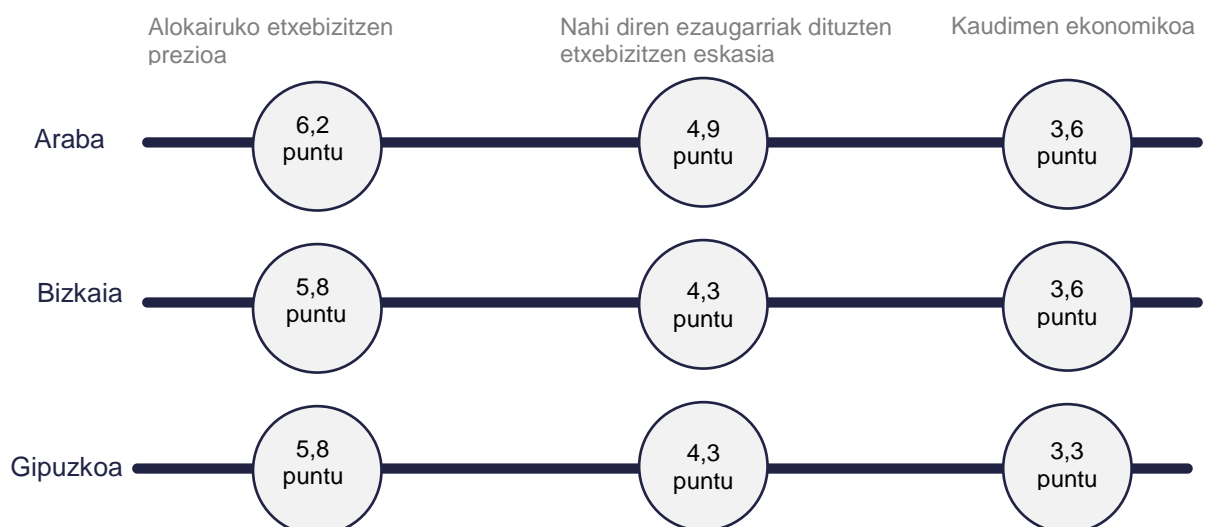 Alokairuko etxebizitzen
prezioa
Nahi diren ezaugarriak dituzten
etxebizitzen eskasia
Kaudimen ekonomikoa
Araba
6,2
puntu
4,9
puntu
3,6
puntu
Bizkaia
5,8
puntu
4,3
puntu
3,6
puntu
Gipuzkoa
5,8
puntu
4,3
puntu
3,3
puntu